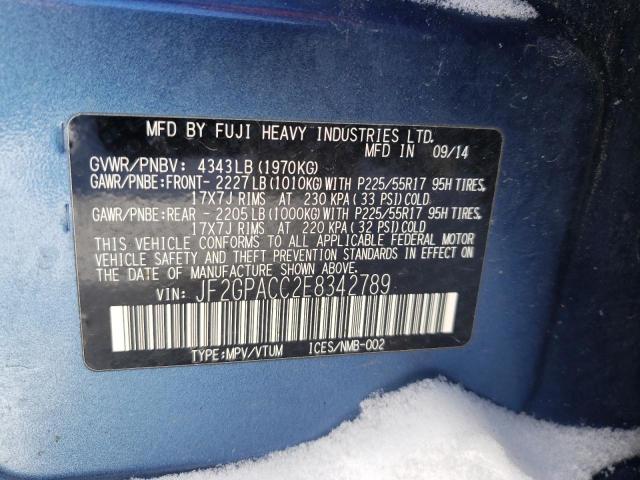 MFD BY FUJI HEAVY INDUSTRIES LTD.
MFD IN 09/14
GVWR/PNBV: 4343LB (1970KG)
GAWR/PNBE:FRONT- 2227LB (1010KG)WITH P225/55R17 95H TIRES,
17X7J RIMS AT 230 KPA( 33 PSI)COLD
GAWR/PNBE:REAR - 2205LB (1000KG)WITH P225/55R17 95H TIRES,
17X7J RIMS AT 220 KPA( 32 PSI)COLD
THIS VEHICLE CONFORMS TO ALL APPLICABLE FEDERAL MOTOR
VEHICLE SAFETY AND THEFT PREVENTION STANDARDS IN EFFECT
ON THE DATE OF MANUFACTURE SHOWN ABOVE.
VIN: JF2GPACC2E8342789
TYPE:MPV/VTUM ICES/NMB-002